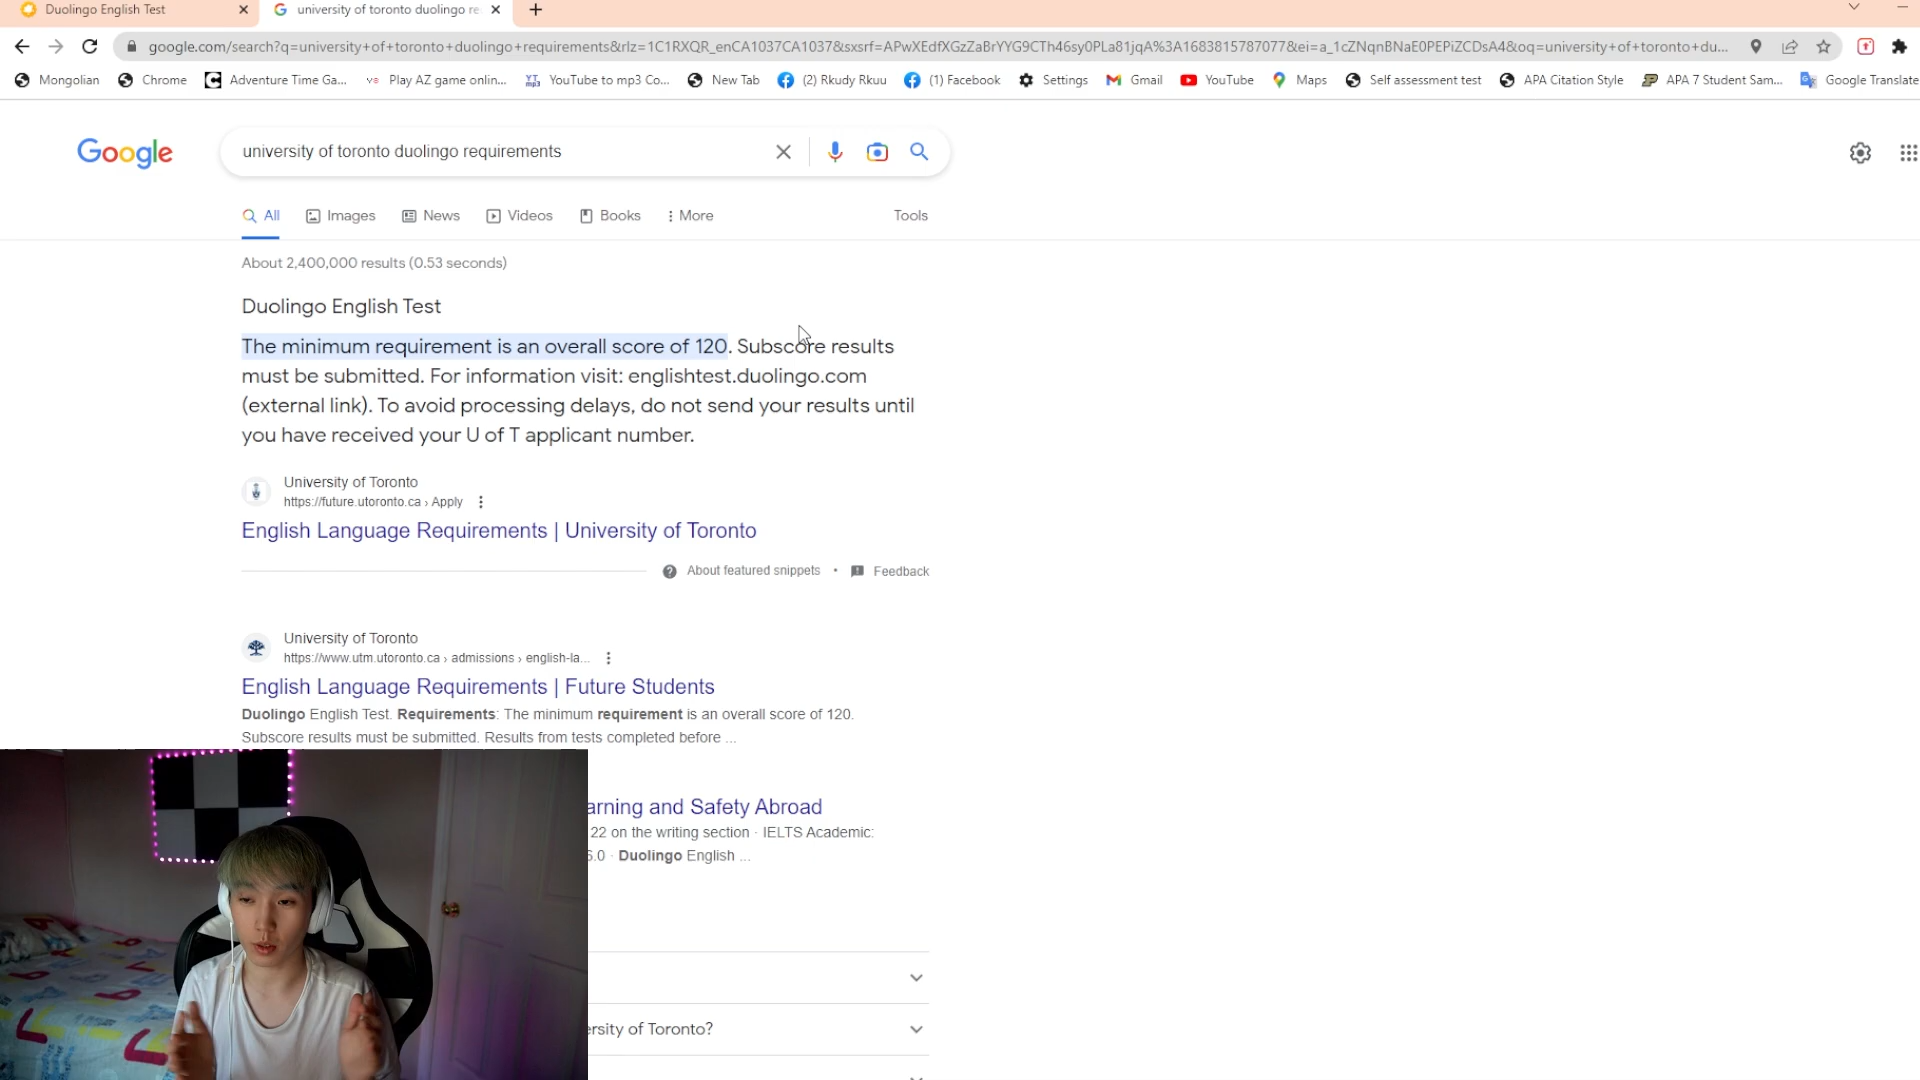 Duolingo English Test
university of toronto duolingo re
google.com/search?q=university+of+toronto+duolingo+requirements&rlz=1C1RXQR_enCA1037CA1037&sxsrf=APwXEdfXGzZaBrYYG9CTh46sy0PLa81jqA%3A1683815787077&ei=a_1cZNqnBNaE0PEPiZCDsA4&oq=university+of+toronto+du...
Mongolian
Chrome
Adventure Time Ga...
Play AZ game onlin...
YouTube to mp3 Co...
New Tab
(2) Rkudy Rkuu
(1) Facebook
Settings
Gmail
YouTube
Maps
Self assessment test
APA Citation Style
APA 7 Student Sam...
Google Translate
Google
university of toronto duolingo requirements
All
Images
News
Videos
Books
More
Tools
About 2,400,000 results (0.53 seconds)
Duolingo English Test
The minimum requirement is an overall score of 120. Subscore results
must be submitted. For information visit: englishtest.duolingo.com
(external link). To avoid processing delays, do not send your results until
you have received your U of T applicant number.
University of Toronto
https://future.utoronto.ca › Apply
English Language Requirements | University of Toronto
About featured snippets • Feedback
University of Toronto
https://www.utm.utoronto.ca › admissions › english-la...
English Language Requirements | Future Students
Duolingo English Test. Requirements: The minimum requirement is an overall score of 120.
Subscore results must be submitted. Results from tests completed before ...
arning and Safety Abroad
22 on the writing section · IELTS Academic:
6.0 · Duolingo English ...
ersity of Toronto?